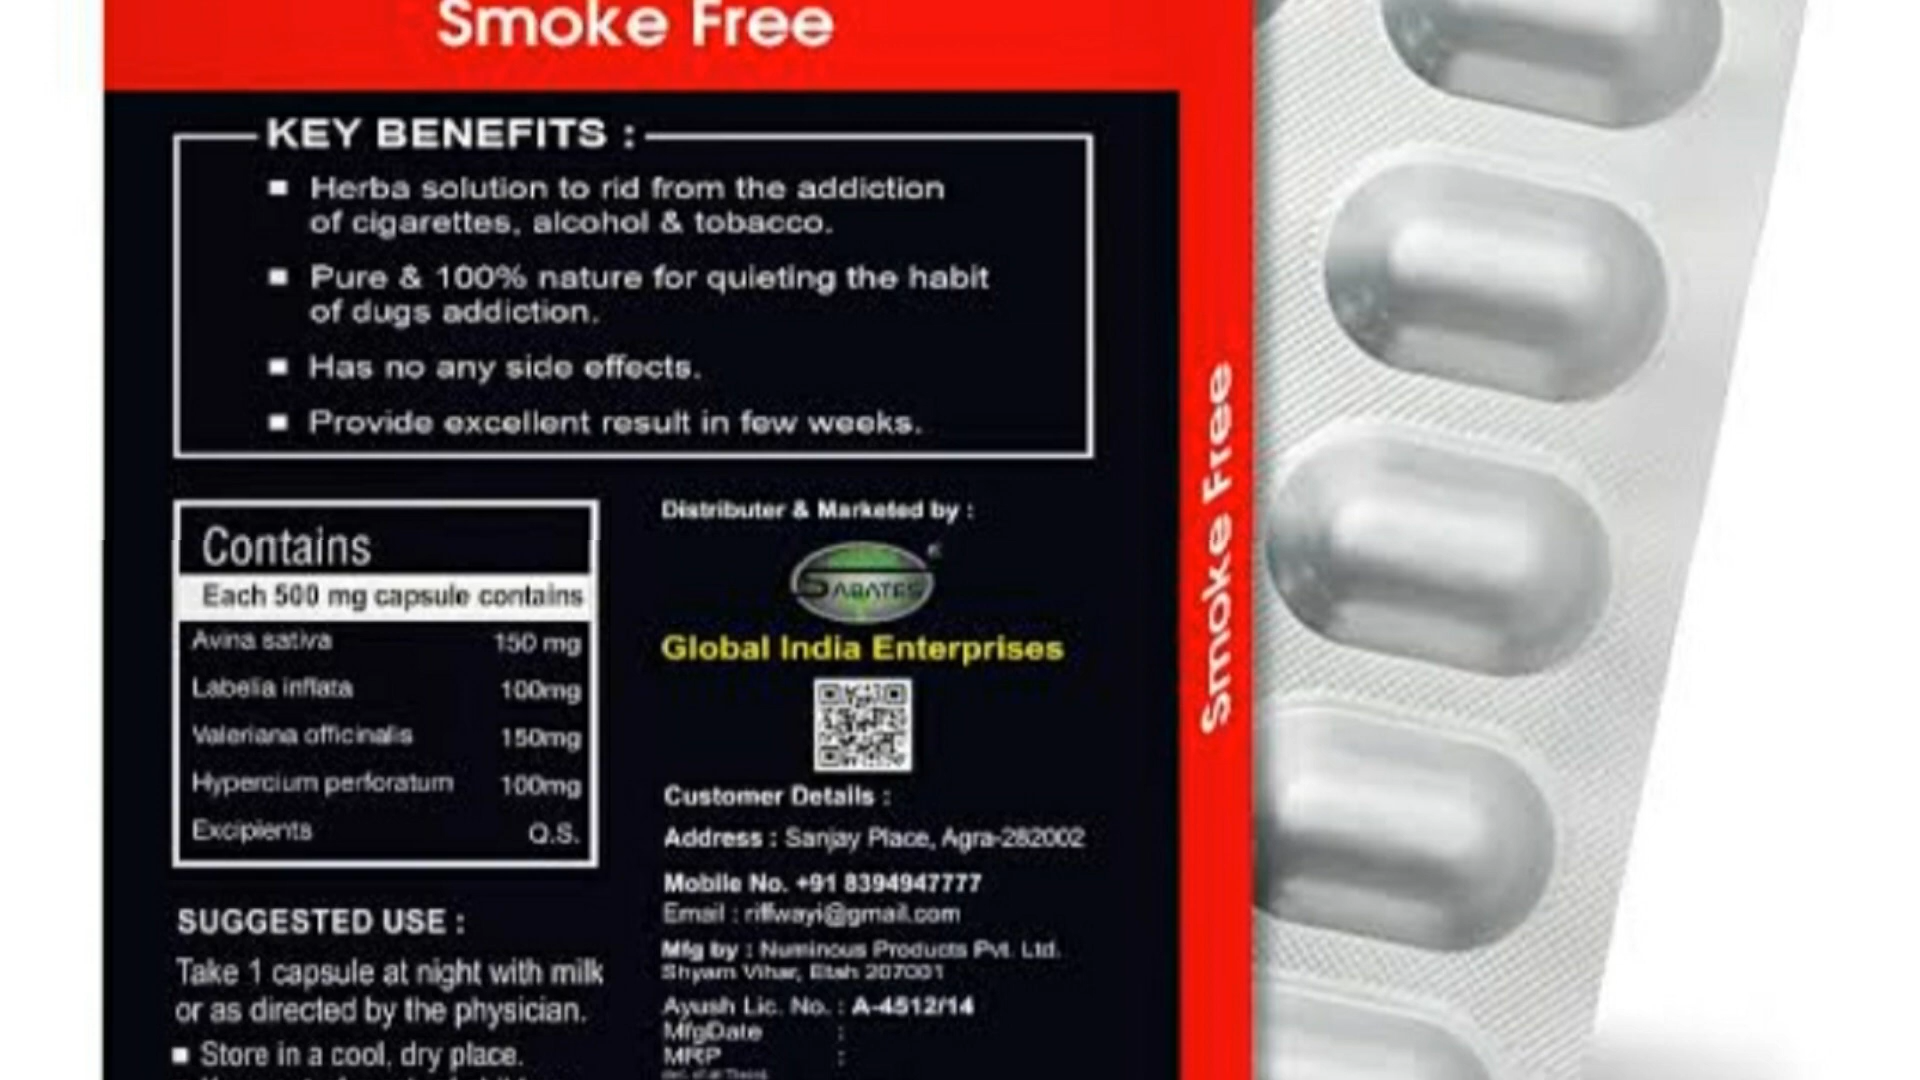 Smoke Free
KEY BENEFITS :
Herba solution to rid from the addiction
of cigarettes, alcohol & tobacco.
Pure & 100% nature for quieting the habit
of dugs addiction.
Has no any side effects.
Provide excellent result in few weeks.
Contains
Each 500 mg capsule contains
Avina sativa 150 mg
Labelia inflata 100mg
Valeriana officinalis 150mg
Hypercium perforatum 100mg
Excipients Q.S.
SUGGESTED USE :
Take 1 capsule at night with milk
or as directed by the physician.
Store in a cool, dry place.
Distributer & Marketed by :
SABATES
Global India Enterprises
Customer Details :
Address : Sanjay Place, Agra-282002
Mobile No. +91 8394947777
Email : riffwayi@gmail.com
Mfg by : Numinous Products Pvt. Ltd.
Shyam Vihar, Etah 207001
Ayush Lic. No. : A-4512/14
MfgDate :
MRP :
Smoke Free